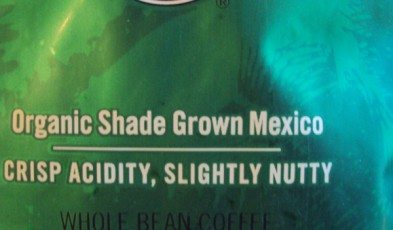 ®
Organic Shade Grown Mexico
CRISP ACIDITY, SLIGHTLY NUTTY
WHOLE BEAN COFFEE